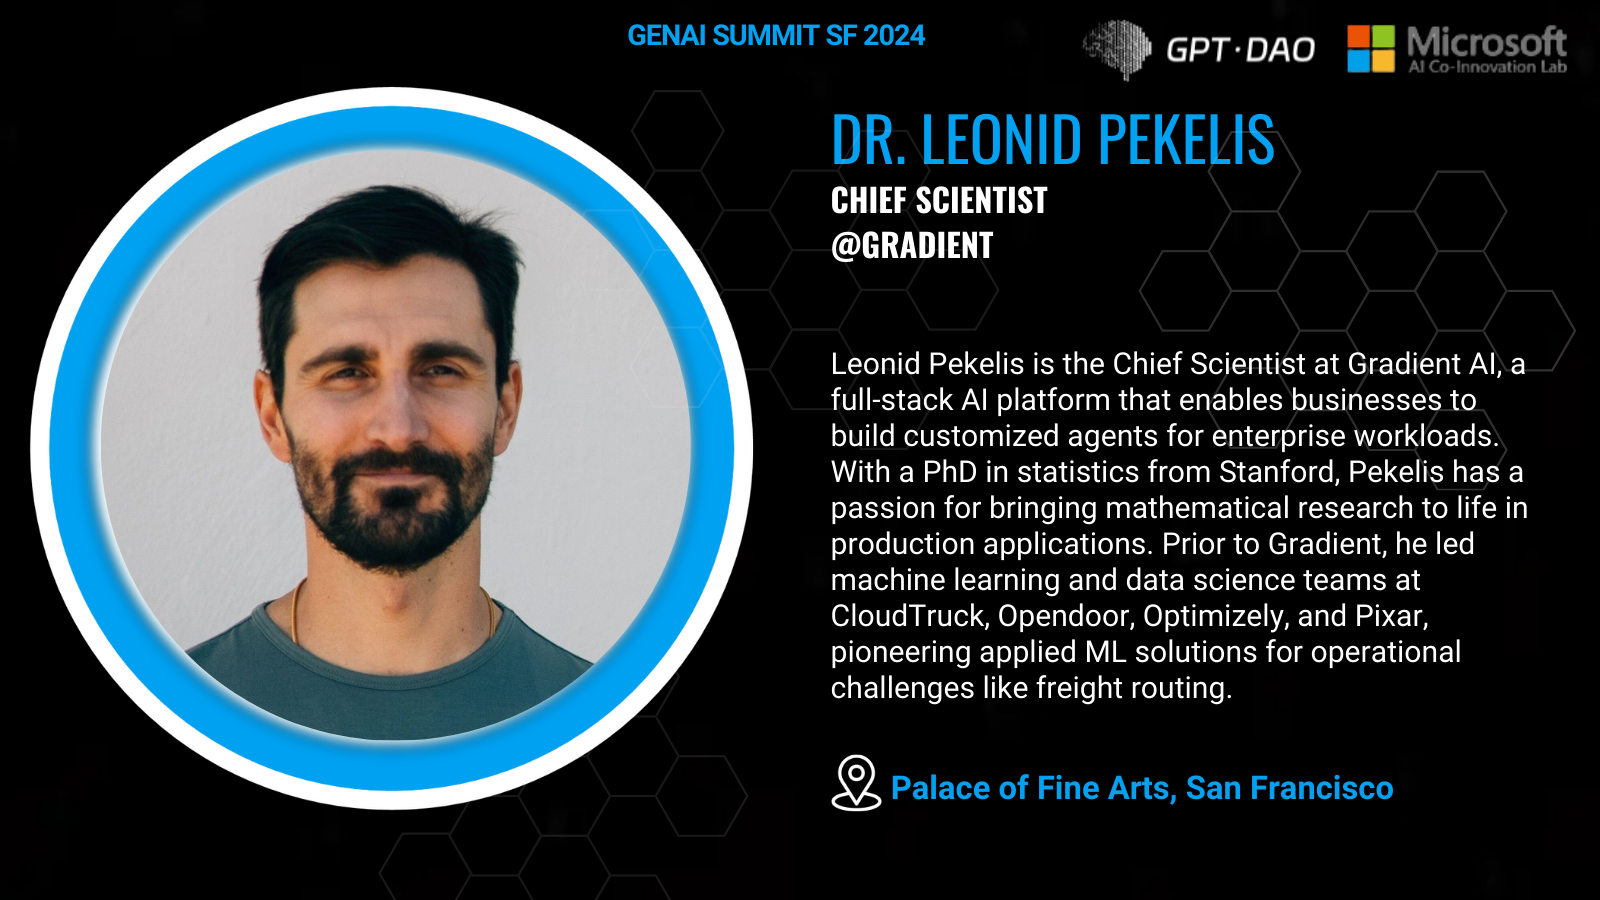 GENAI SUMMIT SF 2024
GPT·DAO
Microsoft
AI Co-Innovation Lab
DR. LEONID PEKELIS
CHIEF SCIENTIST
@GRADIENT
Leonid Pekelis is the Chief Scientist at Gradient AI, a
full-stack AI platform that enables businesses to
build customized agents for enterprise workloads.
With a PhD in statistics from Stanford, Pekelis has a
passion for bringing mathematical research to life in
production applications. Prior to Gradient, he led
machine learning and data science teams at
CloudTruck, Opendoor, Optimizely, and Pixar,
pioneering applied ML solutions for operational
challenges like freight routing.
Palace of Fine Arts, San Francisco